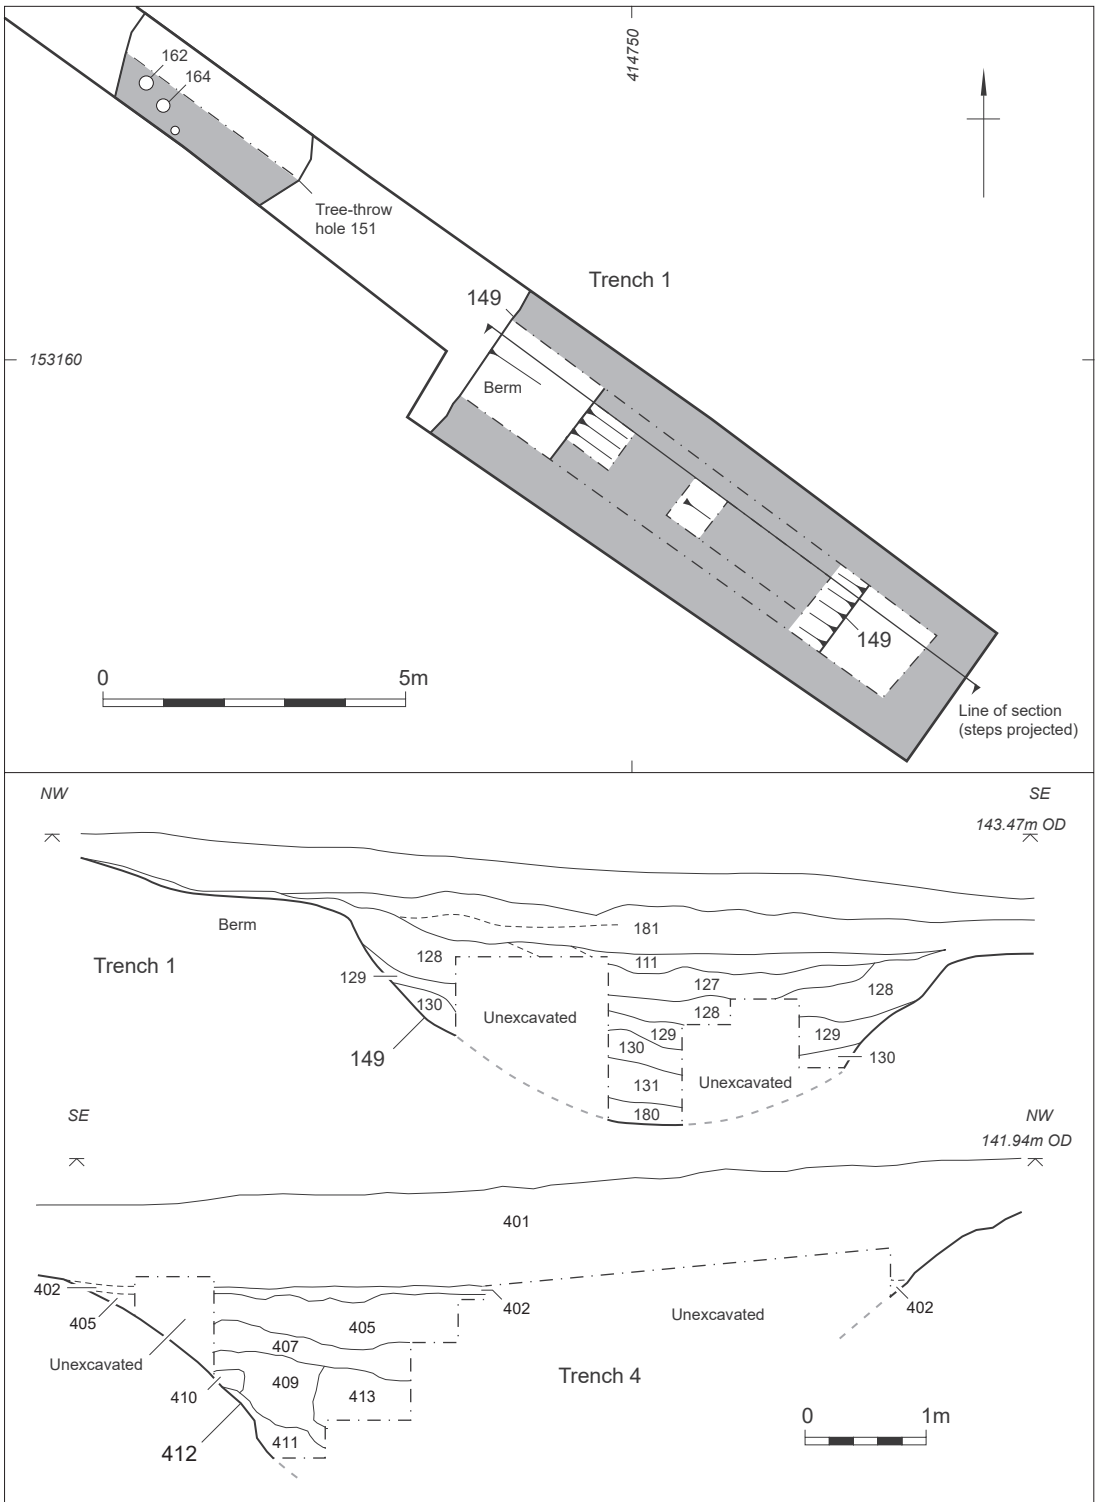 414750
162
164
Tree-throw
hole 151
Trench 1
149
153160
Berm
149
0 5m
Line of section
(steps projected)
NW
SE
143.47m OD
Berm
181
Trench 1
128
111
127
129
128
130
128
Unexcavated
129
129
130
149
130
131
Unexcavated
180
SE
NW
141.94m OD
401
402
402
402
405
405
Unexcavated
407
Unexcavated
409
Trench 4
410
413
0 1m
411
412